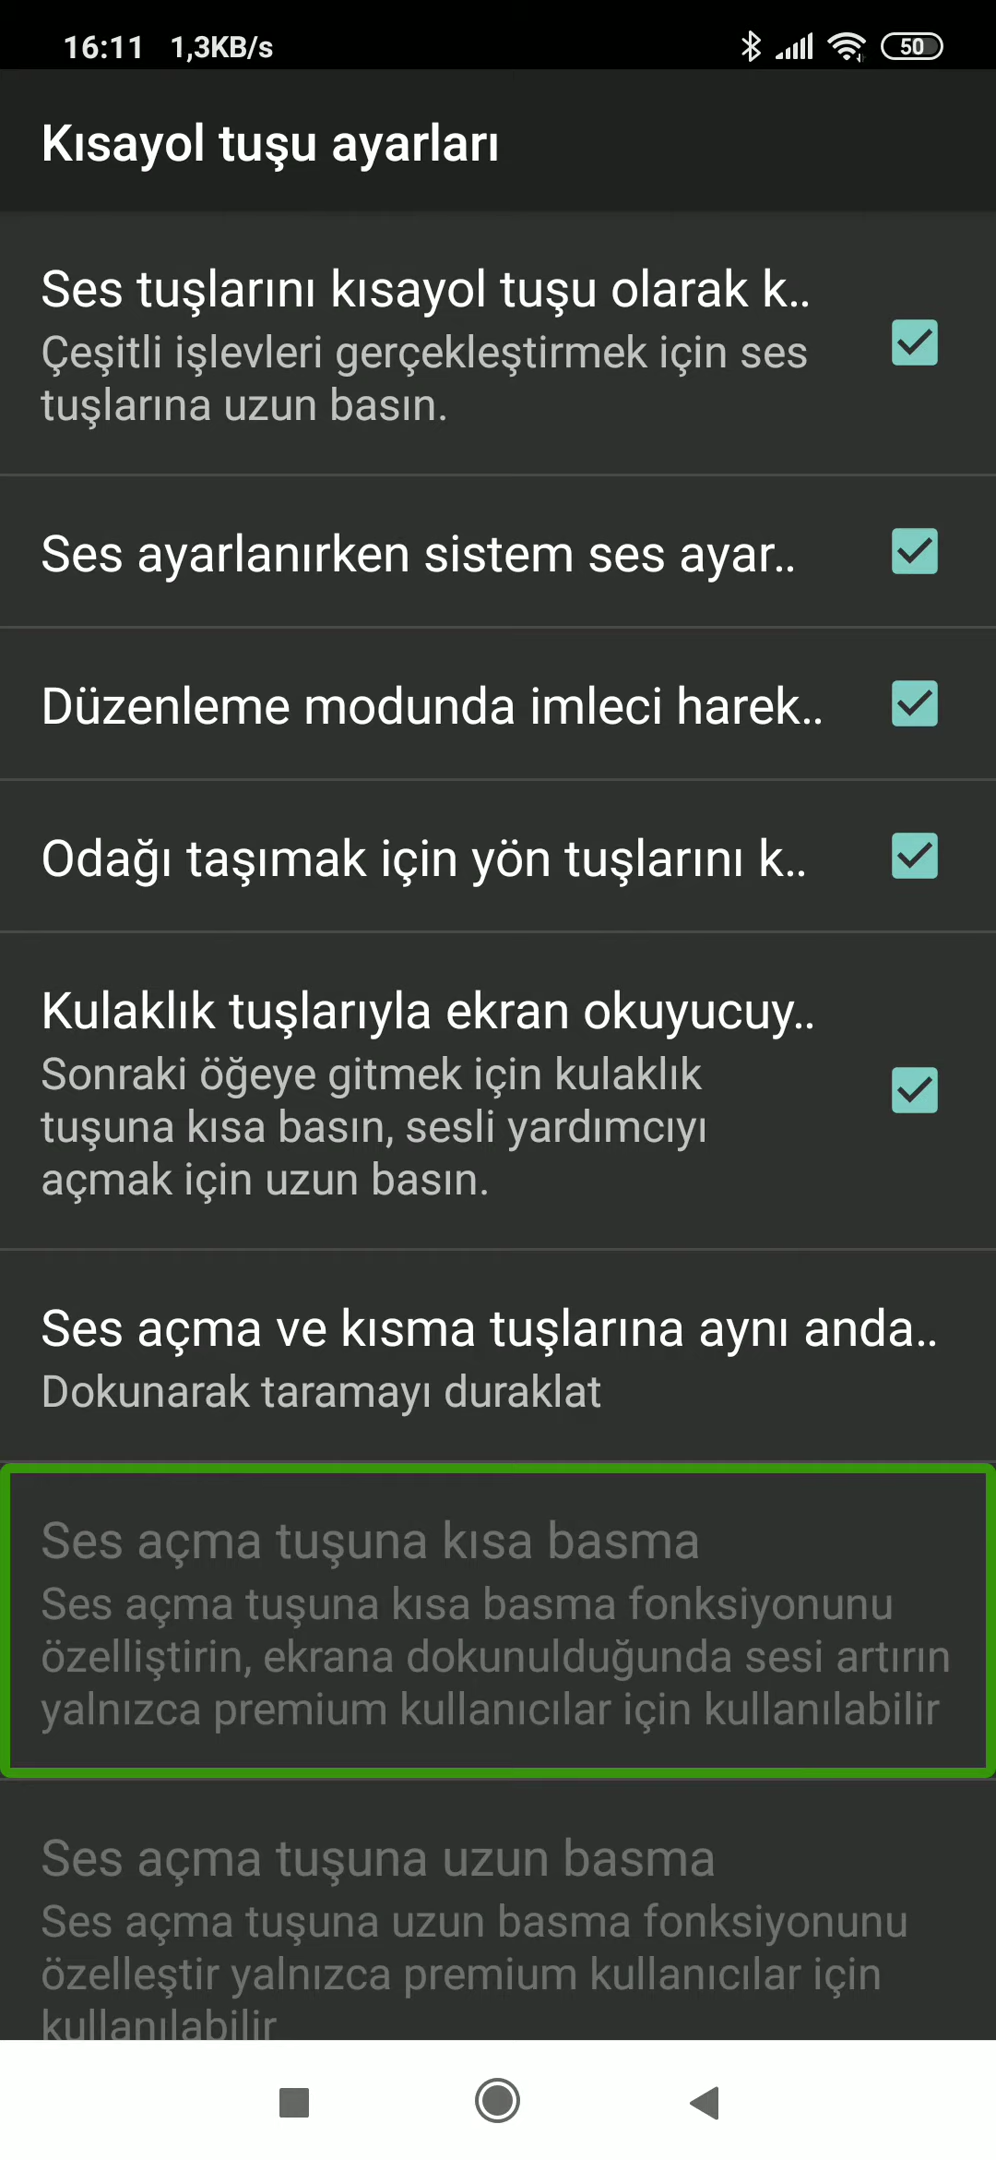 16:11 1,3KB/s 50
Kısayol tuşu ayarları
Ses tuşlarını kısayol tuşu olarak k..
Çeşitli işlevleri gerçekleştirmek için ses
tuşlarına uzun basın.
Ses ayarlanırken sistem ses ayar..
Düzenleme modunda imleci harek..
Odağı taşımak için yön tuşlarını k..
Kulaklık tuşlarıyla ekran okuyucuy..
Sonraki öğeye gitmek için kulaklık
tuşuna kısa basın, sesli yardımcıyı
açmak için uzun basın.
Ses açma ve kısma tuşlarına aynı anda..
Dokunarak taramayı duraklat
Ses açma tuşuna kısa basma
Ses açma tuşuna kısa basma fonksiyonunu
özelliştirin, ekrana dokunulduğunda sesi artırın
yalnızca premium kullanıcılar için kullanılabilir
Ses açma tuşuna uzun basma
Ses açma tuşuna uzun basma fonksiyonunu
özelleştir yalnızca premium kullanıcılar için
kullanılabilir